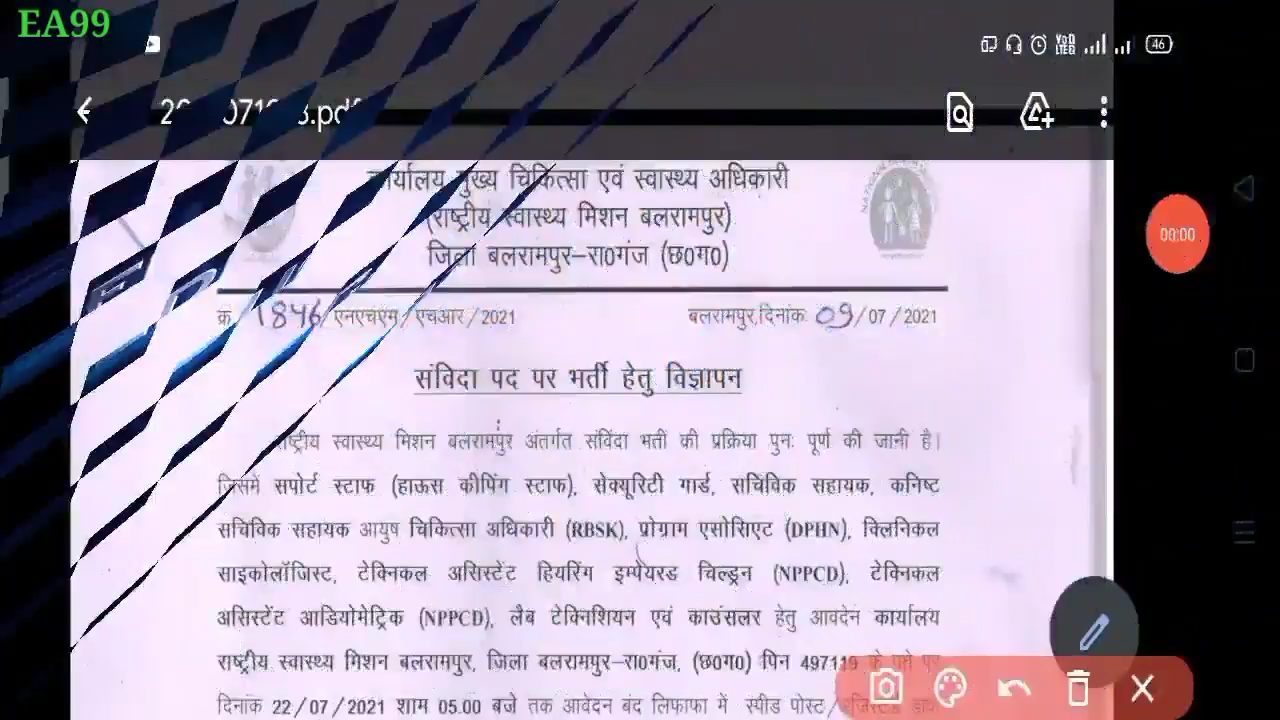 EA99
46
.pdf
00:00
कार्यालय मुख्य चिकित्सा एवं स्वास्थ्य अधिकारी
(राष्ट्रीय स्वास्थ्य मिशन बलरामपुर)
जिला बलरामपुर–रा0गंज (छ0ग0)
क्र 1846/एनएचएम/एचआर/2021 बलरामपुर,दिनांक 09/07/2021
संविदा पद पर भर्ती हेतु विज्ञापन
राष्ट्रीय स्वास्थ्य मिशन बलरामपुर अंतर्गत संविदा भर्ती की प्रक्रिया पुनः पूर्ण की जानी है।
जिसमें सपोर्ट स्टाफ (हाऊस कीपिंग स्टाफ), सेक्यूरिटी गार्ड, सचिविक सहायक, कनिष्ट
सचिविक सहायक आयुष चिकित्सा अधिकारी (RBSK), प्रोग्राम एसोसिएट (DPHN), क्लिनिकल
साइकोलॉजिस्ट, टेक्निकल असिस्टेंट हियरिंग इम्पेयरड चिल्ड्रन (NPPCD), टेक्निकल
असिस्टेंट आडियोमेट्रिक (NPPCD), लैब टेक्निशियन एवं काउंसलर हेतु आवदेन कार्यालय
राष्ट्रीय स्वास्थ्य मिशन बलरामपुर, जिला बलरामपुर–रा0गंज, (छ0ग0) पिन 497119 के पते पर
दिनांक 22/07/2021 शाम 05.00 बजे तक आवेदन बंद लिफाफा में स्पीड पोस्ट/